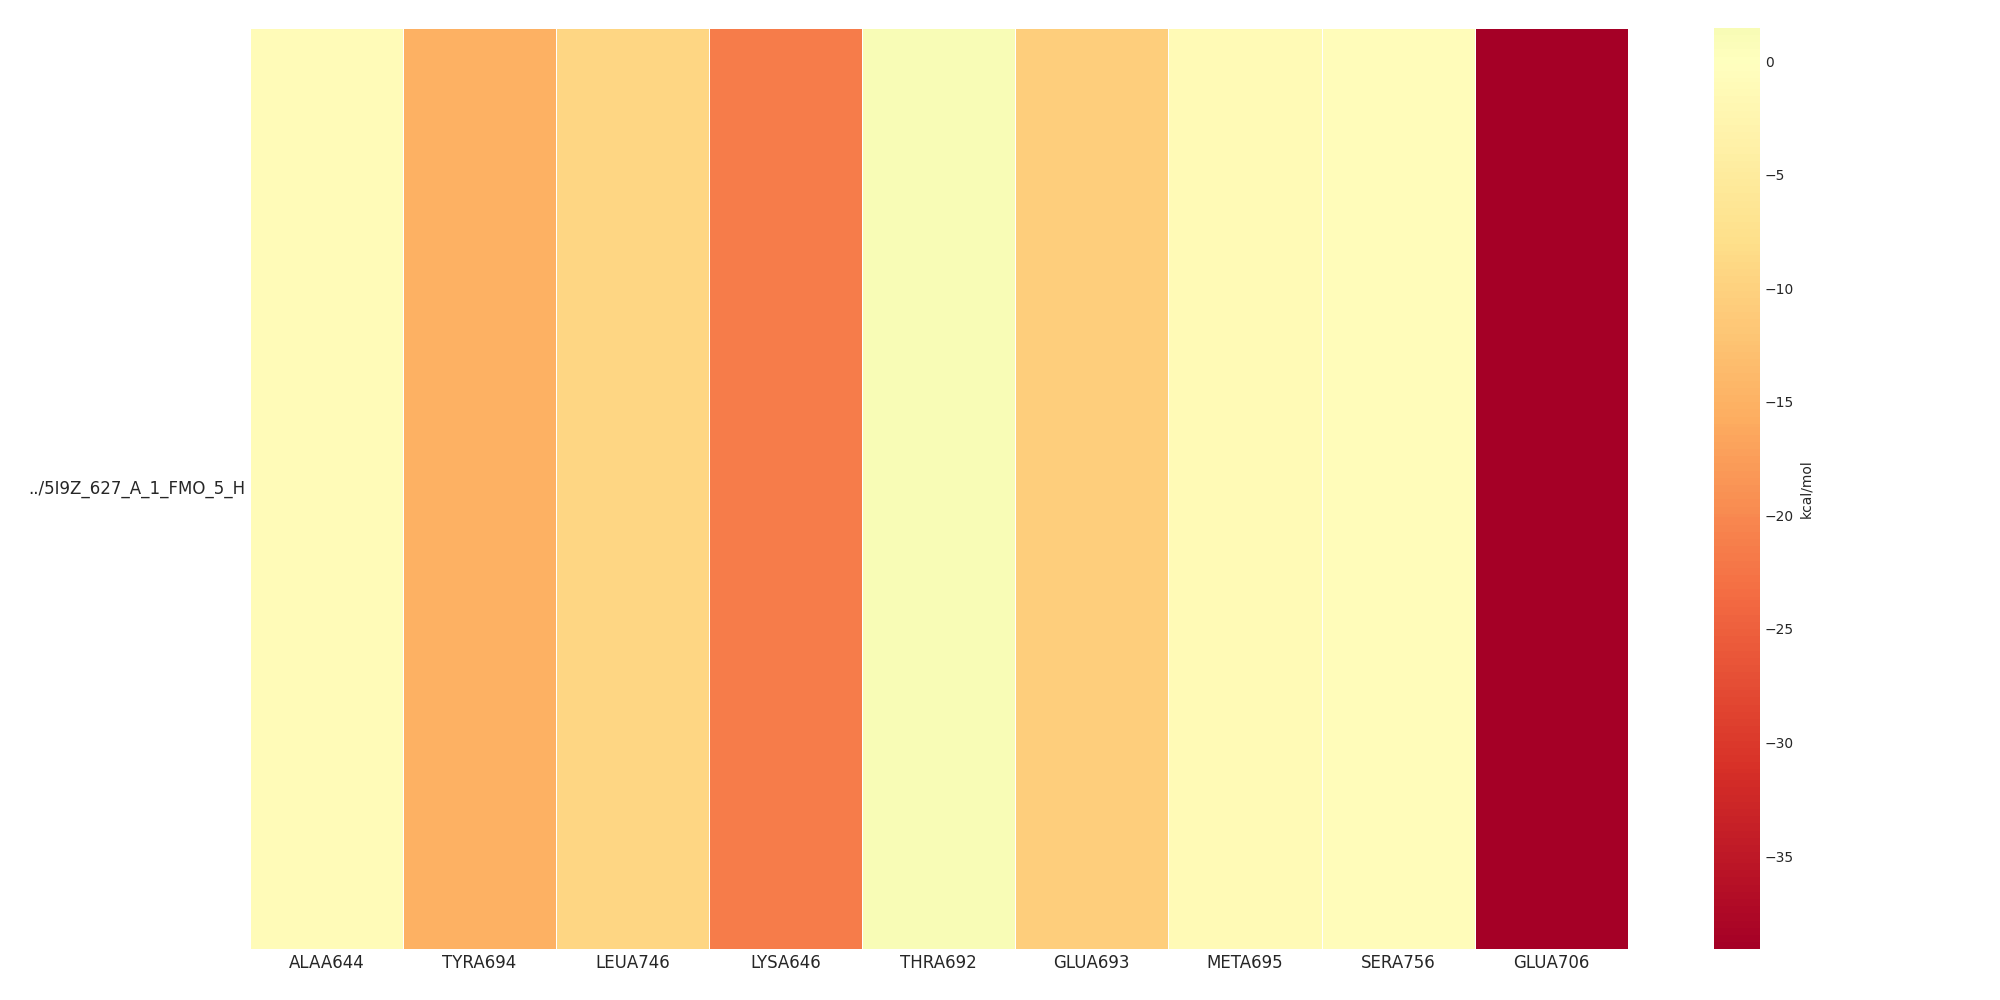 ../5I9Z_627_A_1_FMO_5_H
ALAA644 TYRA694 LEUA746 LYSA646 THRA692 GLUA693 META695 SERA756 GLUA706
0
−5
−10
−15
−20
−25
−30
−35
kcal/mol